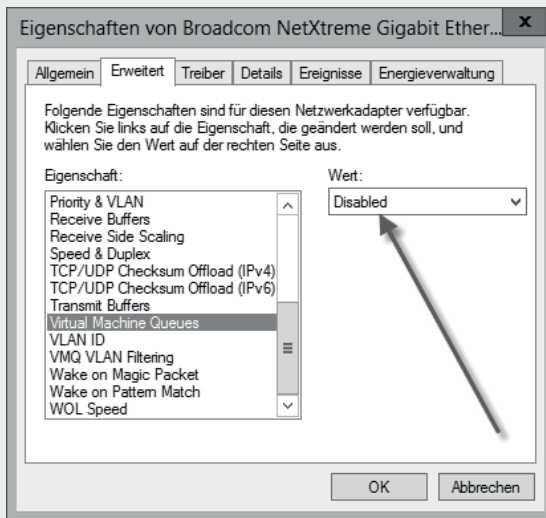 Eigenschaften von Broadcom NetXtreme Gigabit Ether... x
Allgemein Erweitert Treiber Details Ereignisse Energieverwaltung
Folgende Eigenschaften sind für diesen Netzwerkadapter verfügbar.
Klicken Sie links auf die Eigenschaft, die geändert werden soll, und
wählen Sie den Wert auf der rechten Seite aus.
Eigenschaft:
Priority & VLAN
Receive Buffers
Receive Side Scaling
Speed & Duplex
TCP/UDP Checksum Offload (IPv4)
TCP/UDP Checksum Offload (IPv6)
Transmit Buffers
Virtual Machine Queues
VLAN ID
VMQ VLAN Filtering
Wake on Magic Packet
Wake on Pattern Match
WOL Speed
Wert:
Disabled
OK Abbrechen